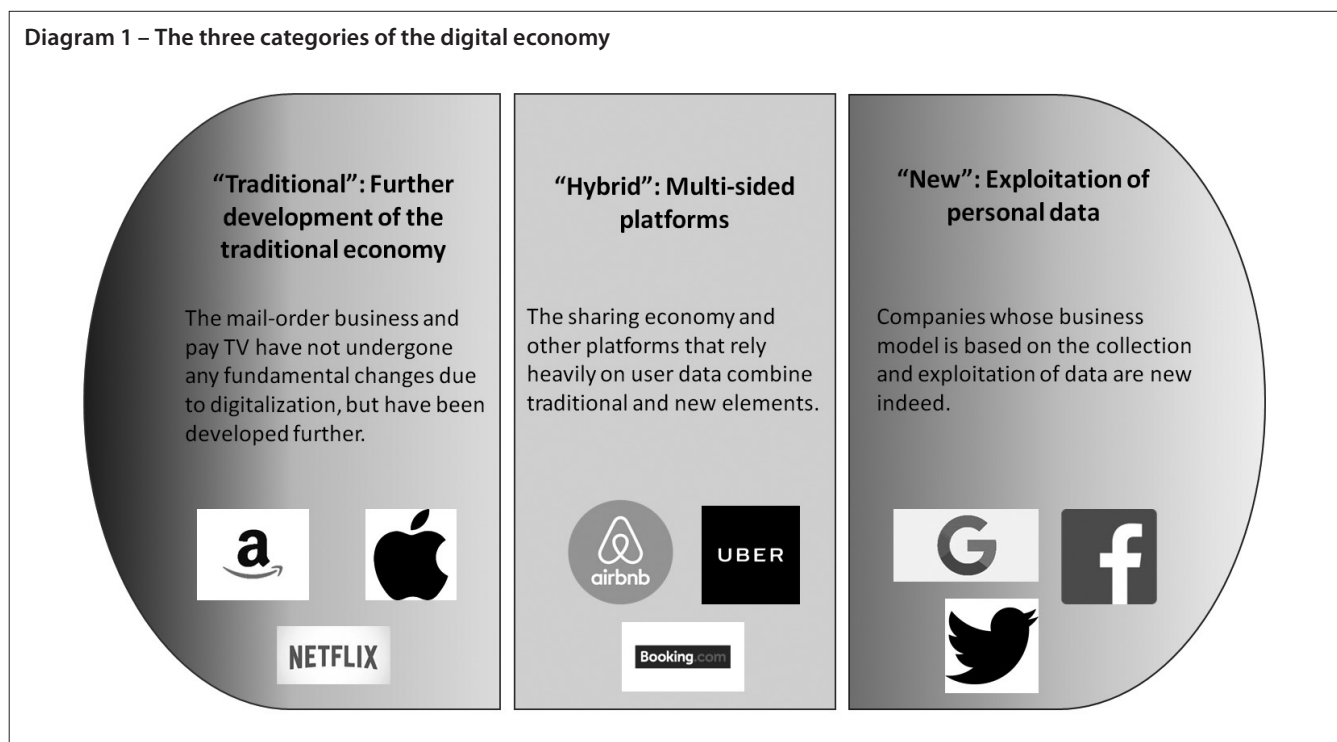 Diagram 1 – The three categories of the digital economy
“Traditional”: Further
development of the
traditional economy
The mail-order business and
pay TV have not undergone
any fundamental changes due
to digitalization, but have been
developed further.
a
NETFLIX
“Hybrid”: Multi-sided
platforms
The sharing economy and
other platforms that rely
heavily on user data combine
traditional and new elements.
airbnb
UBER
Booking.com
“New”: Exploitation of
personal data
Companies whose business
model is based on the collection
and exploitation of data are new
indeed.
G
f